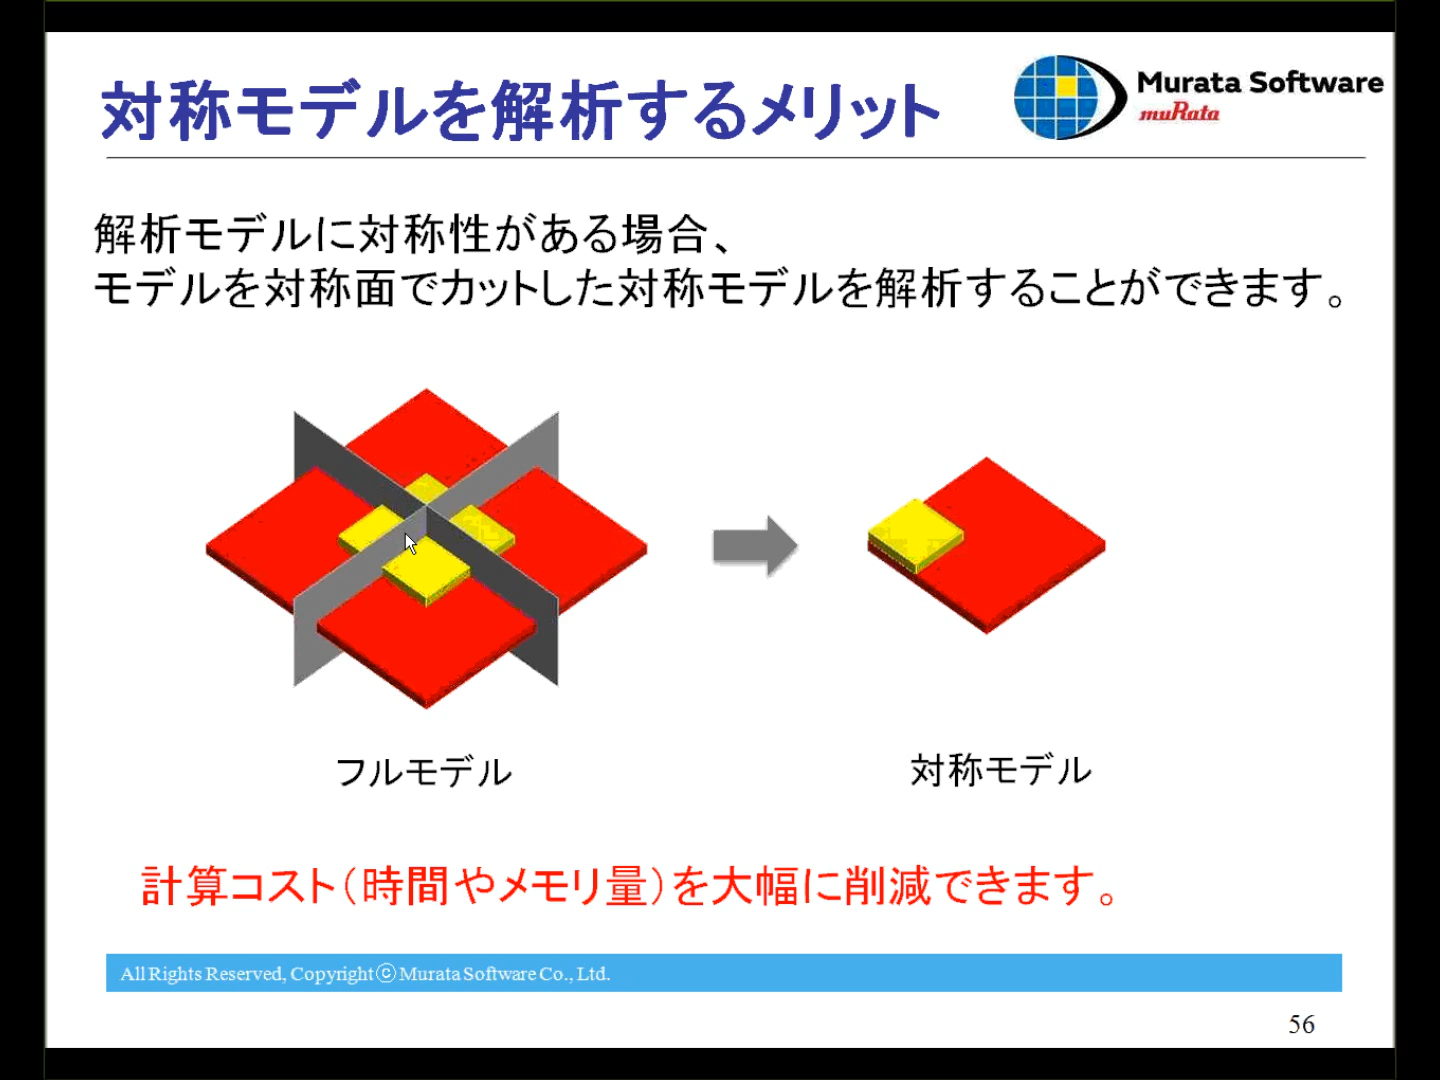 対称モデルを解析するメリット
Murata Software
muRata
解析モデルに対称性がある場合、
モデルを対称面でカットした対称モデルを解析することができます。
フルモデル
対称モデル
計算コスト（時間やメモリ量）を大幅に削減できます。
All Rights Reserved, Copyright ⓒ Murata Software Co., Ltd.
56